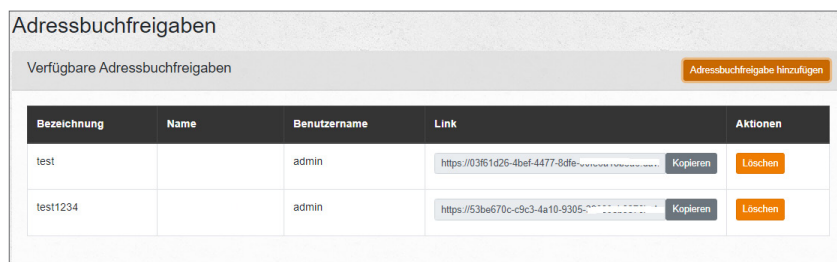 Adressbuchfreigaben
Verfügbare Adressbuchfreigaben
Adressbuchfreigabe hinzufügen
Bezeichnung Name Benutzername Link Aktionen
test admin https://03f61d26-4bef-4477-8dfe- Kopieren Löschen
test1234 admin https://53be670c-c9c3-4a10-9305- Kopieren Löschen